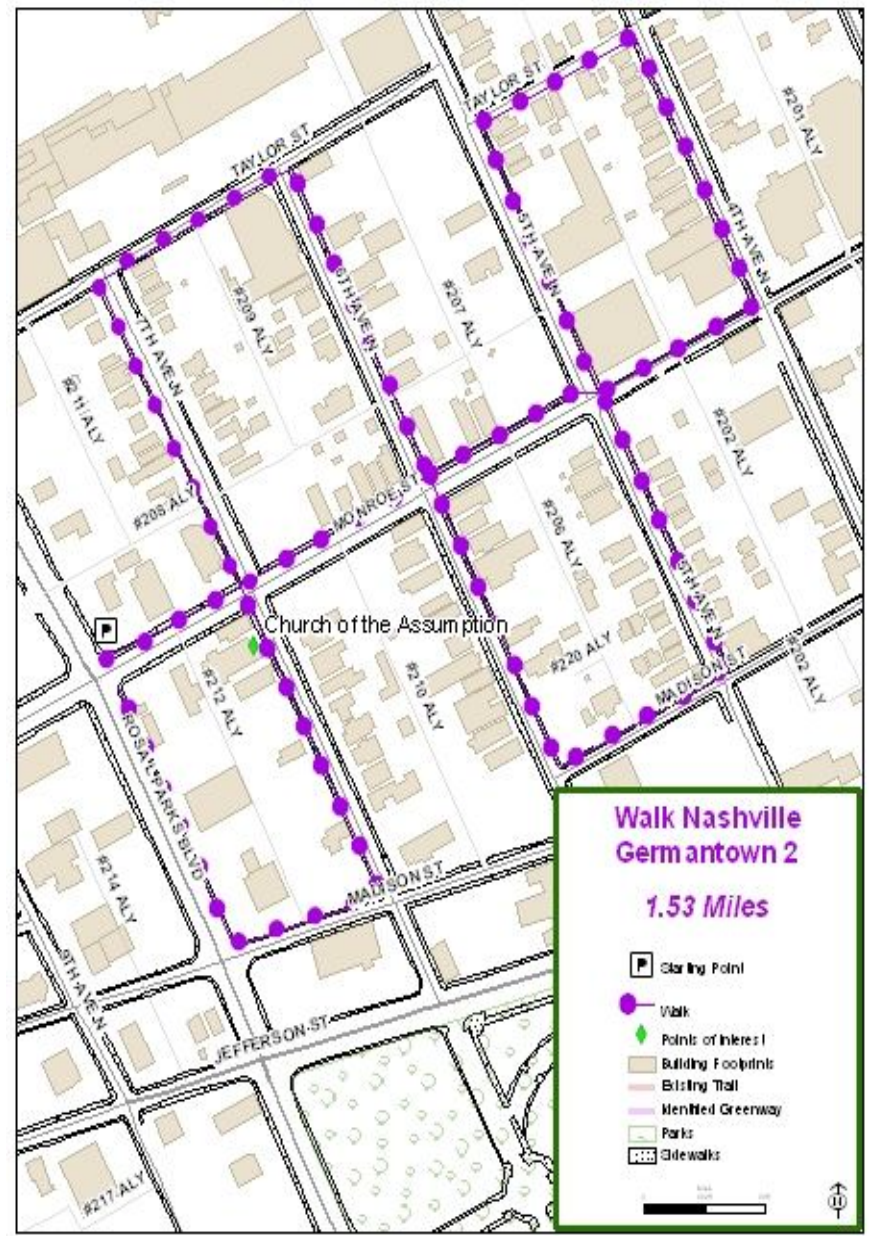 TAYLOR ST
#201 ALY
TAYLOR ST
4TH AVE N
5TH AVE N
6TH AVE N
#207 ALY
#209 ALY
7TH AVE N
#211 ALY
#202 ALY
#208 ALY
MONROE ST
#206 ALY
5TH AVE N
P
Church of the Assumption
#220 ALY
MADISON ST
#202 ALY
#212 ALY
#210 ALY
ROSA L PARKS BLVD
MADISON ST
#214 ALY
9TH AVE N
JEFFERSON ST
#217 ALY
Walk Nashville
Germantown 2
1.53 Miles
P Starting Point
Walk
Points of Interest
Building Footprints
Existing Trail
Identified Greenway
Parks
Sidewalks